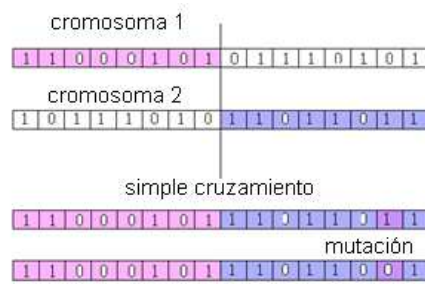 cromosoma 1
1 1 0 0 0 1 0 1 0 1 1 1 0 1 0 1
cromosoma 2
1 0 1 1 1 0 1 0 1 1 0 1 1 0 1 1
simple cruzamiento
1 1 0 0 0 1 0 1 1 1 0 1 1 0 1 1
mutación
1 1 0 0 0 1 0 1 1 1 0 1 1 0 0 1